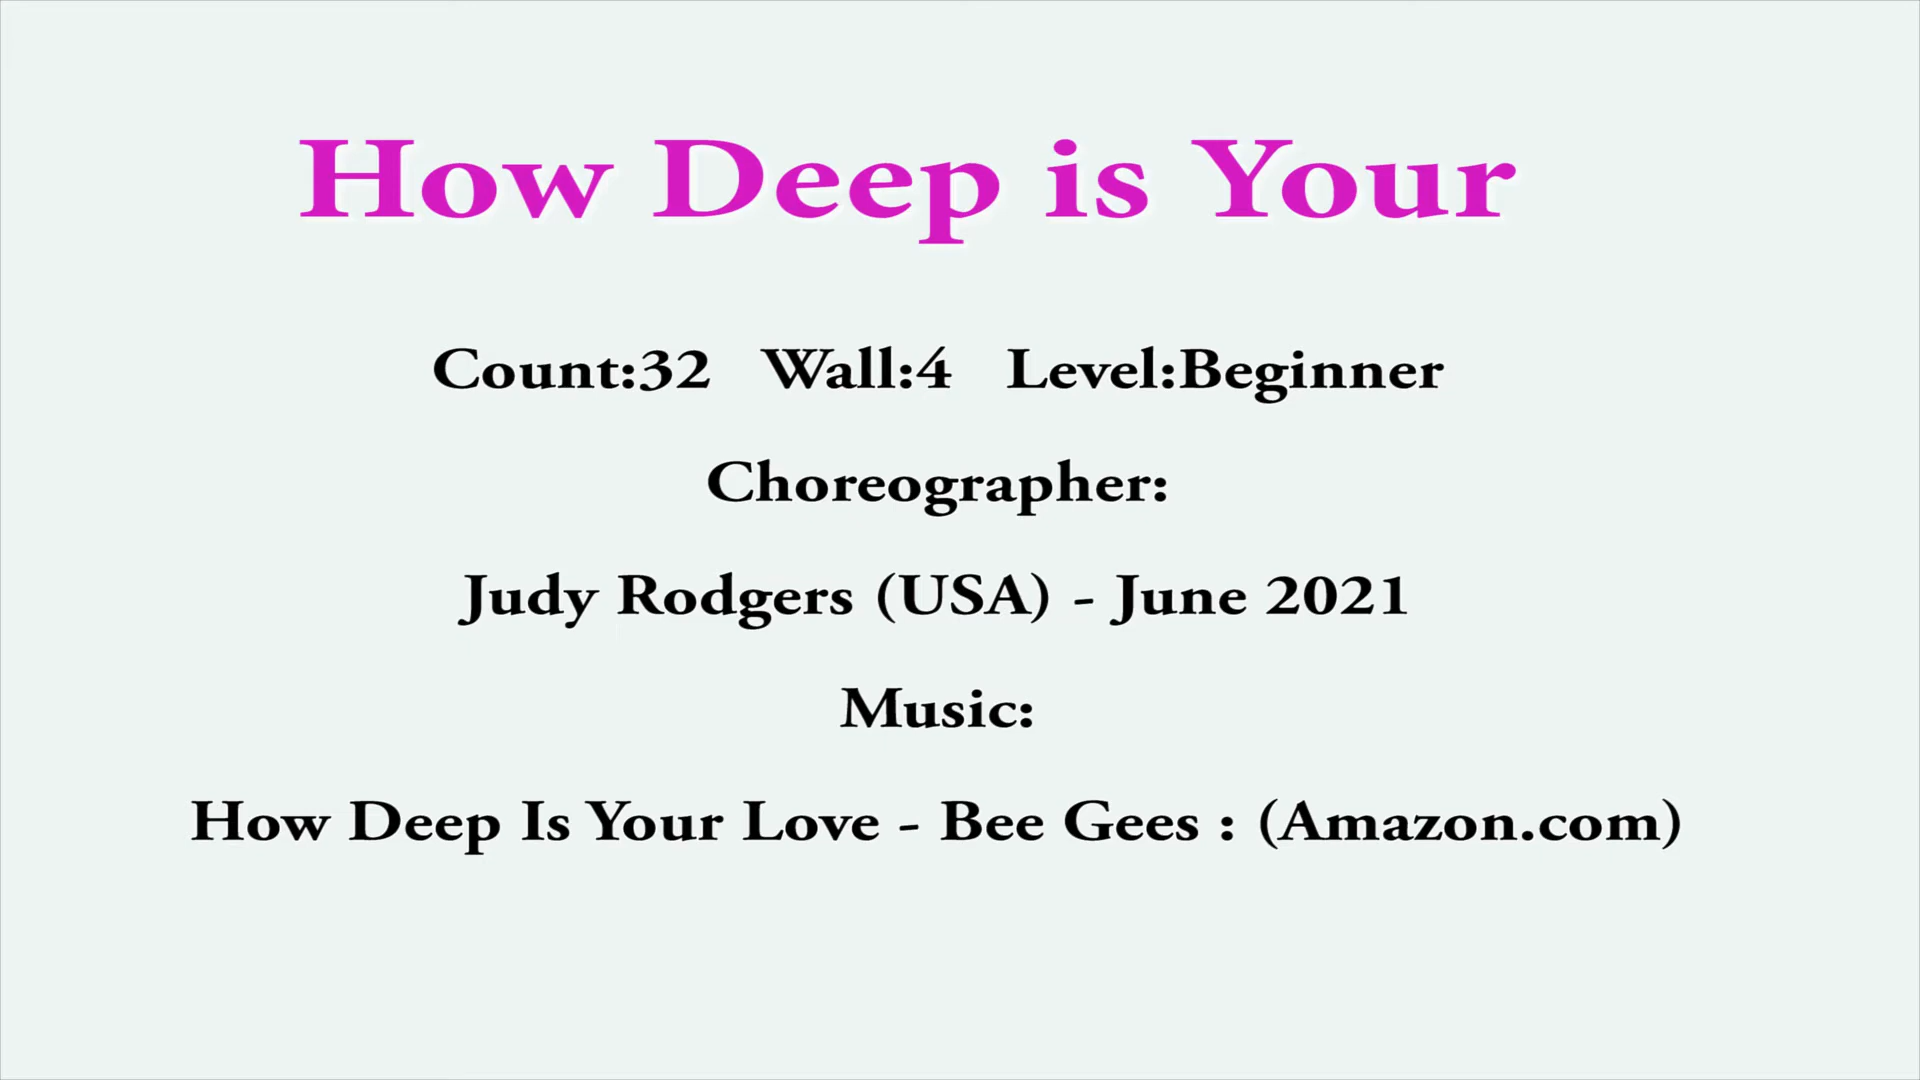 How Deep is Your
Count:32 Wall:4 Level:Beginner
Choreographer:
Judy Rodgers (USA) - June 2021
Music:
How Deep Is Your Love - Bee Gees : (Amazon.com)